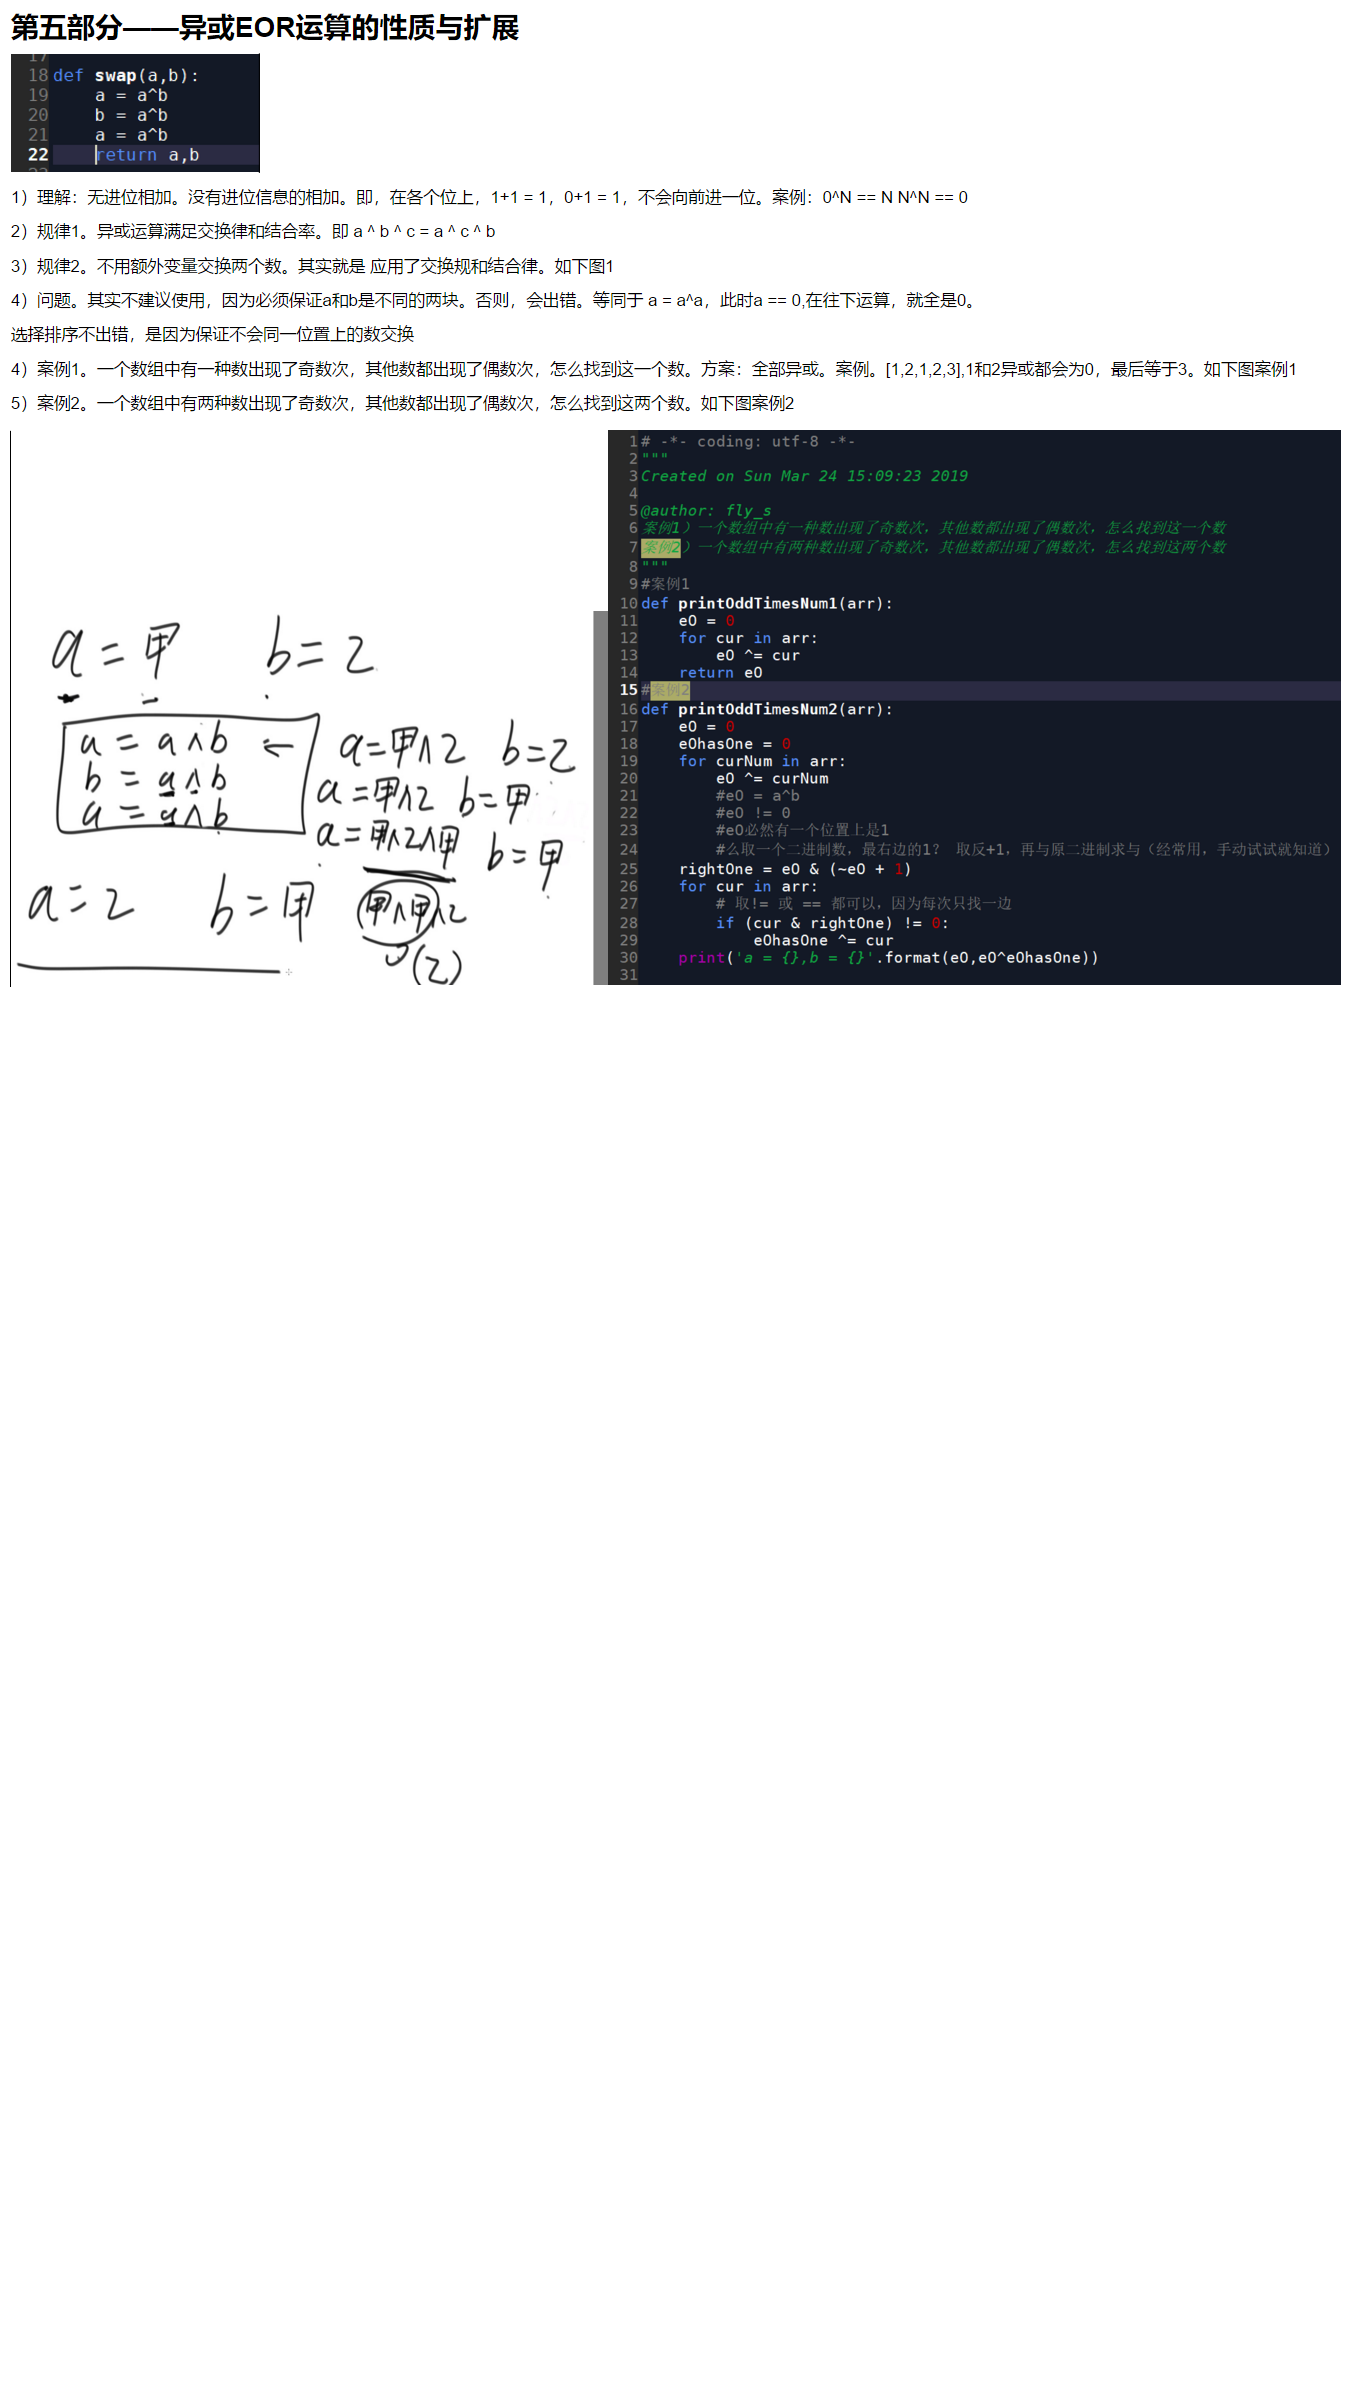 第五部分——异或EOR运算的性质与扩展
17
18 def swap(a,b):
19     a = a^b
20     b = a^b
21     a = a^b
22     return a,b
1）理解：无进位相加。没有进位信息的相加。即，在各个位上，1+1 = 1，0+1 = 1，不会向前进一位。案例：0^N == N N^N == 0
2）规律1。异或运算满足交换律和结合率。即 a ^ b ^ c = a ^ c ^ b
3）规律2。不用额外变量交换两个数。其实就是 应用了交换规和结合律。如下图1
4）问题。其实不建议使用，因为必须保证a和b是不同的两块。否则，会出错。等同于 a = a^a，此时a == 0,在往下运算，就全是0。
选择排序不出错，是因为保证不会同一位置上的数交换
4）案例1。一个数组中有一种数出现了奇数次，其他数都出现了偶数次，怎么找到这一个数。方案：全部异或。案例。[1,2,1,2,3],1和2异或都会为0，最后等于3。如下图案例1
5）案例2。一个数组中有两种数出现了奇数次，其他数都出现了偶数次，怎么找到这两个数。如下图案例2
a = 甲 b = 乙
a = a^b
b = a^b
a = a^b
a=甲^乙 b=乙
a=甲^乙 b=甲
a=甲^乙^甲 b=甲
a=乙 b=甲
(甲^甲)^乙
0 (乙)
1 # -*- coding: utf-8 -*-
2 """
3 Created on Sun Mar 24 15:09:23 2019
4
5 @author: fly_s
6 案例1）一个数组中有一种数出现了奇数次，其他数都出现了偶数次，怎么找到这一个数
7 案例2）一个数组中有两种数出现了奇数次，其他数都出现了偶数次，怎么找到这两个数
8 """
9 #案例1
10 def printOddTimesNum1(arr):
11     eO = 0
12     for cur in arr:
13         eO ^= cur
14     return eO
15 #案例2
16 def printOddTimesNum2(arr):
17     eO = 0
18     eOhasOne = 0
19     for curNum in arr:
20         eO ^= curNum
21         #eO = a^b
22         #eO != 0
23         #eO必然有一个位置上是1
24         #么取一个二进制数，最右边的1？ 取反+1，再与原二进制求与（经常用，手动试试就知道）
25     rightOne = eO & (~eO + 1)
26     for cur in arr:
27         # 取!= 或 == 都可以，因为每次只找一边
28         if (cur & rightOne) != 0:
29             eOhasOne ^= cur
30     print('a = {},b = {}'.format(eO,eO^eOhasOne))
31